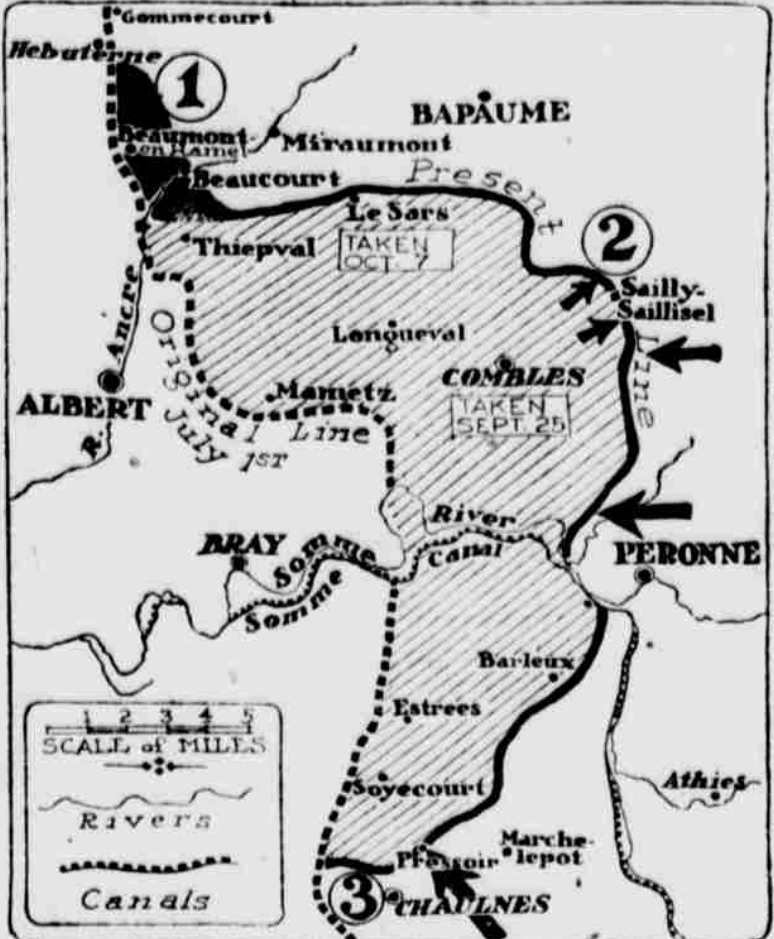 Gommecourt
Hebuterne
1
BAPAUME
Beaumont
en Hamel
Miraumont
Beaucourt
Present
Line
Le Sars
TAKEN
OCT. 7
2
Thiepval
Sailly-
Saillisel
Ancre
R.
Longueval
COMBLES
TAKEN
SEPT. 25
Original Line
July 1st
Mametz
ALBERT
River
Somme
Canal
Somme
BRAY
PERONNE
Barleux
Estrees
Soyecourt
Athies
Marche-
lepot
Pressoir
3
CHAULNES
1 2 3 4 5
SCALE of MILES
Rivers
Canals